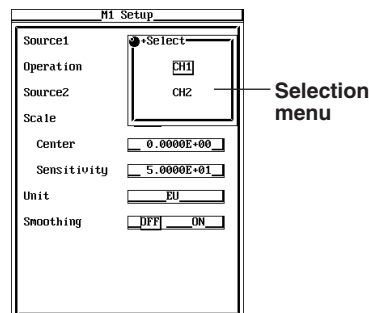 M1 Setup
Source1
+Select
Operation
CH1
Source2
CH2
Selection menu
Scale
Center
0.0000E+00
Sensitivity
5.0000E+01
Unit
EU
Smoothing
OFF ON